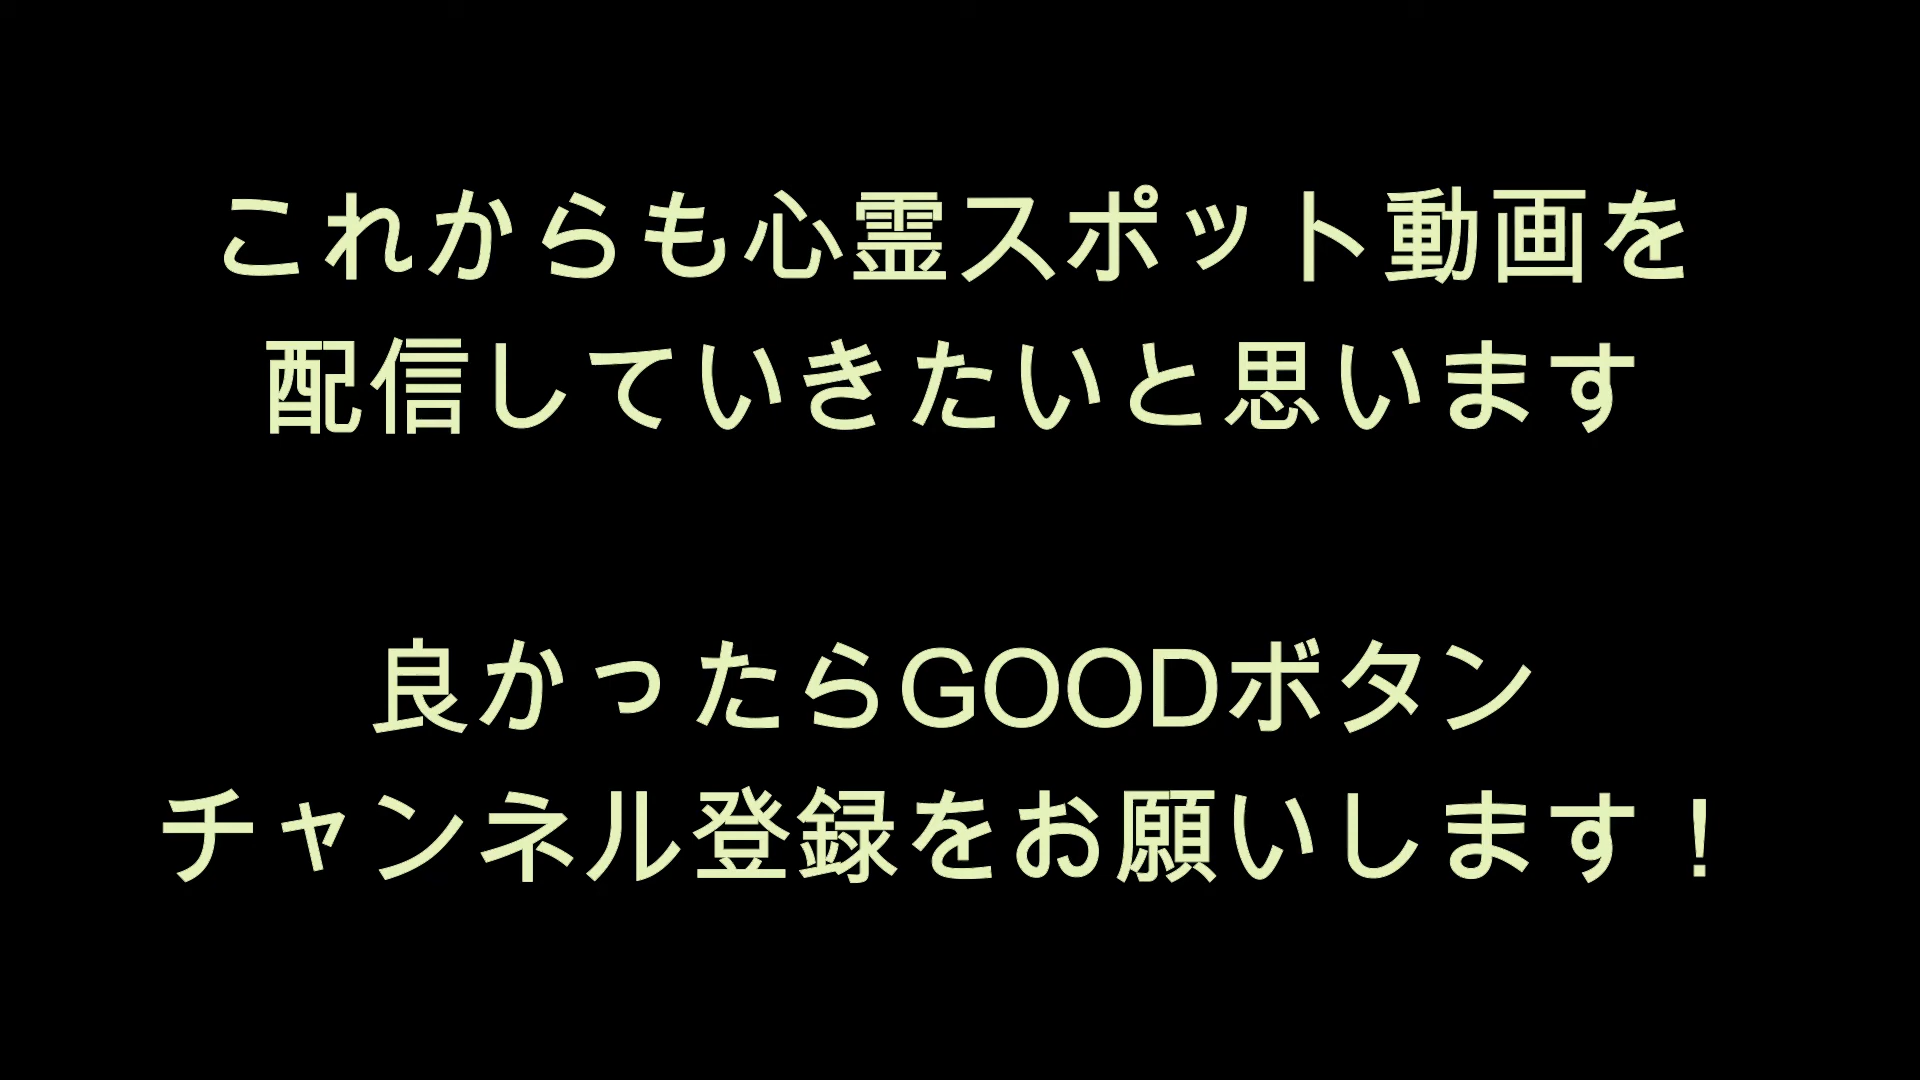 これからも心霊スポット動画を
配信していきたいと思います
良かったらGOODボタン
チャンネル登録をお願いします！